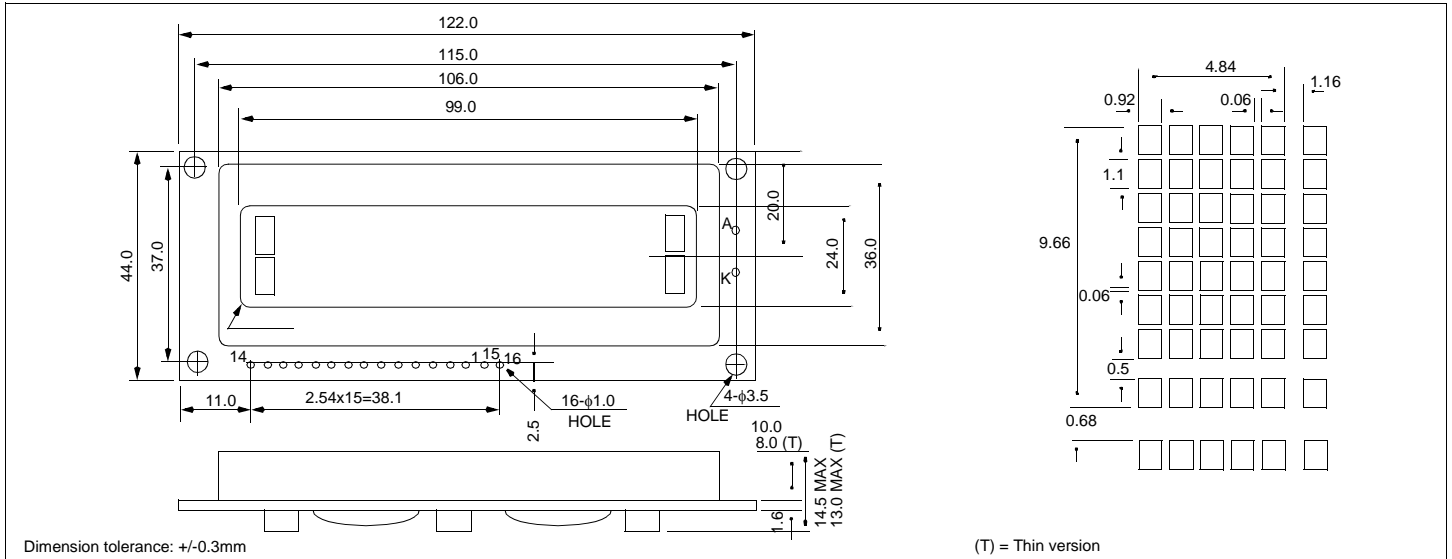 122.0
115.0
106.0
99.0
44.0
37.0
20.0
24.0
36.0
A
K
14
1
15
16
11.0
2.54x15=38.1
2.5
16-ϕ1.0
HOLE
4-ϕ3.5
HOLE
10.0
8.0 (T)
1.6
14.5 MAX
13.0 MAX (T)
4.84
1.16
0.92
0.06
1.1
9.66
0.06
0.5
0.68
Dimension tolerance: +/-0.3mm
(T) = Thin version